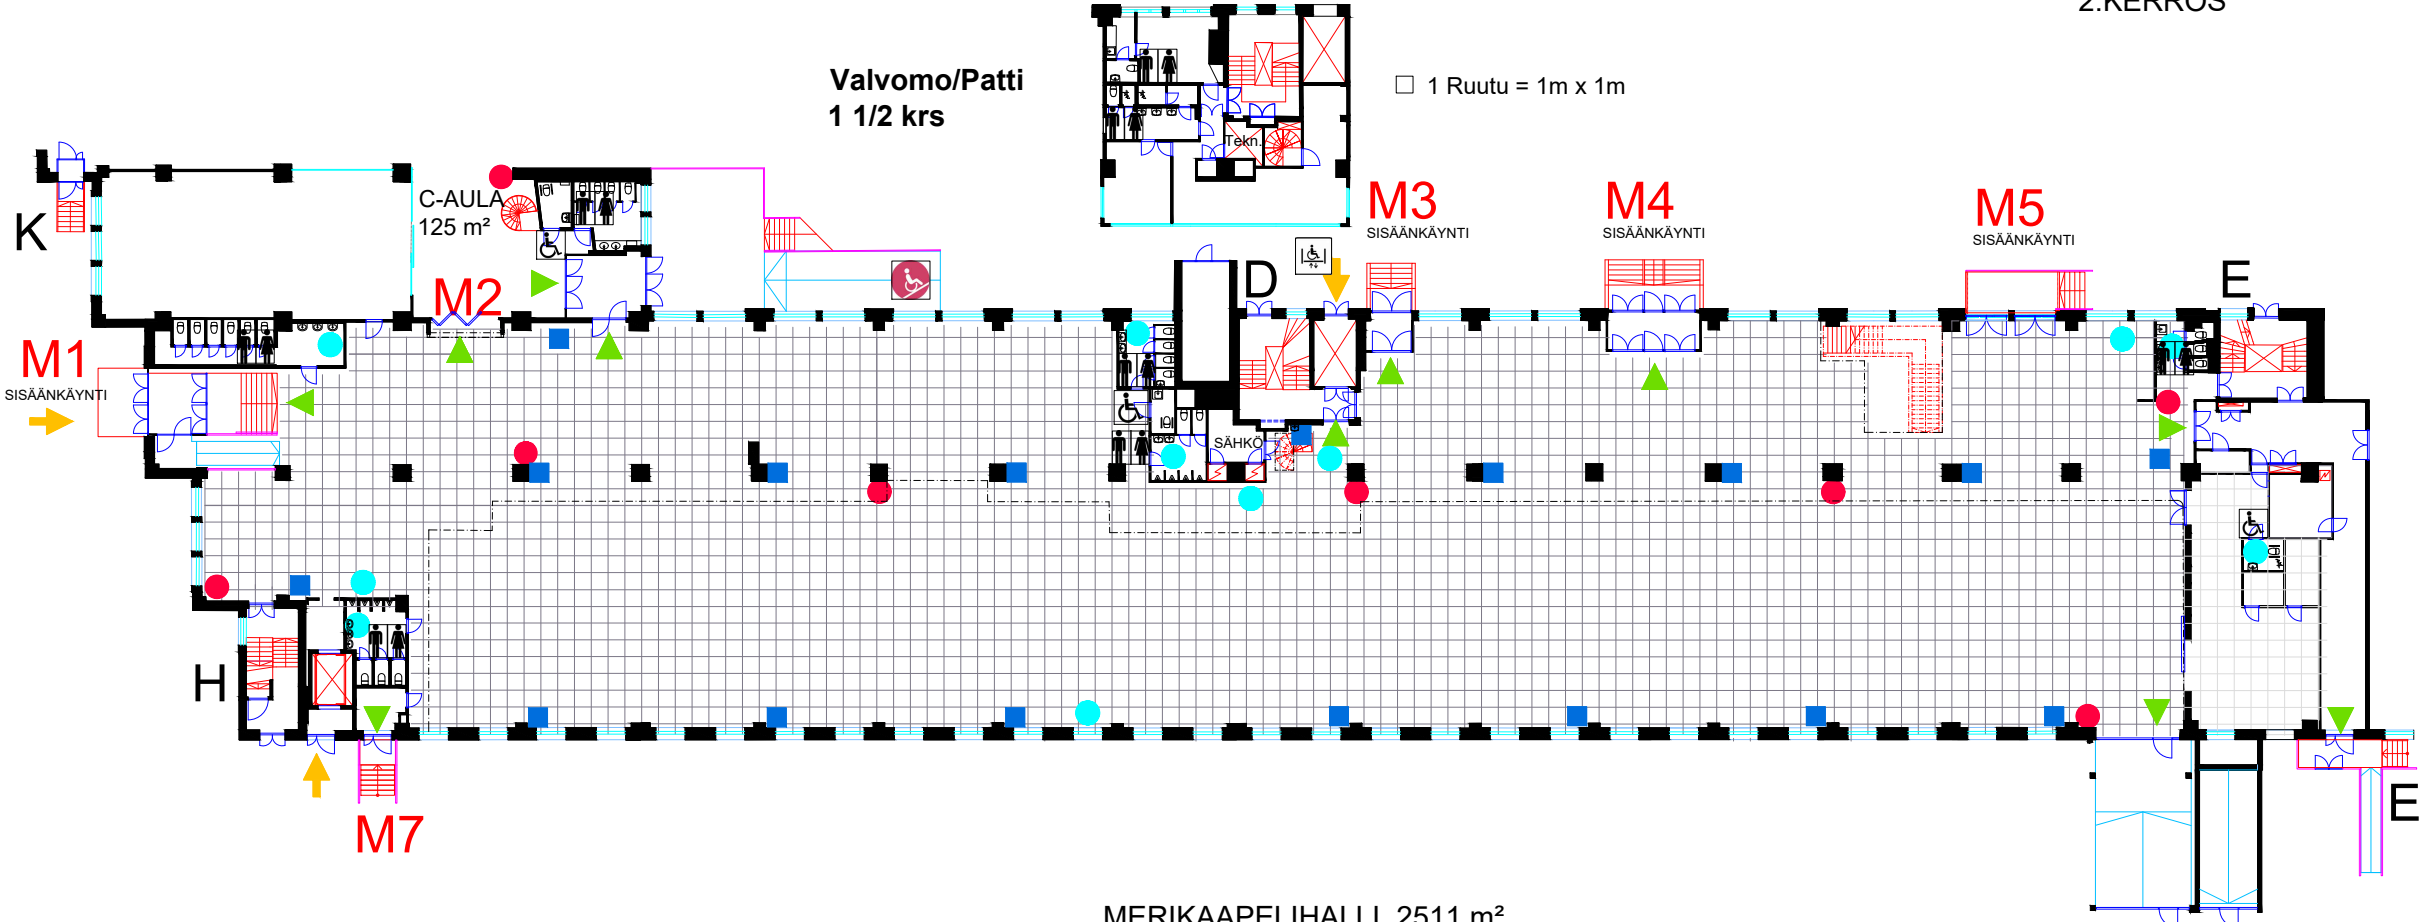 2.KERROS
Valvomo/Patti
1 1/2 krs
1 Ruutu = 1m x 1m
Tekn.
C-AULA
125 m²
K
M1
SISÄÄNKÄYNTI
M2
D
M3
SISÄÄNKÄYNTI
M4
SISÄÄNKÄYNTI
M5
SISÄÄNKÄYNTI
E
SÄHKÖ
H
M7
E
MERIKAAPELIHALLI 2511 m²